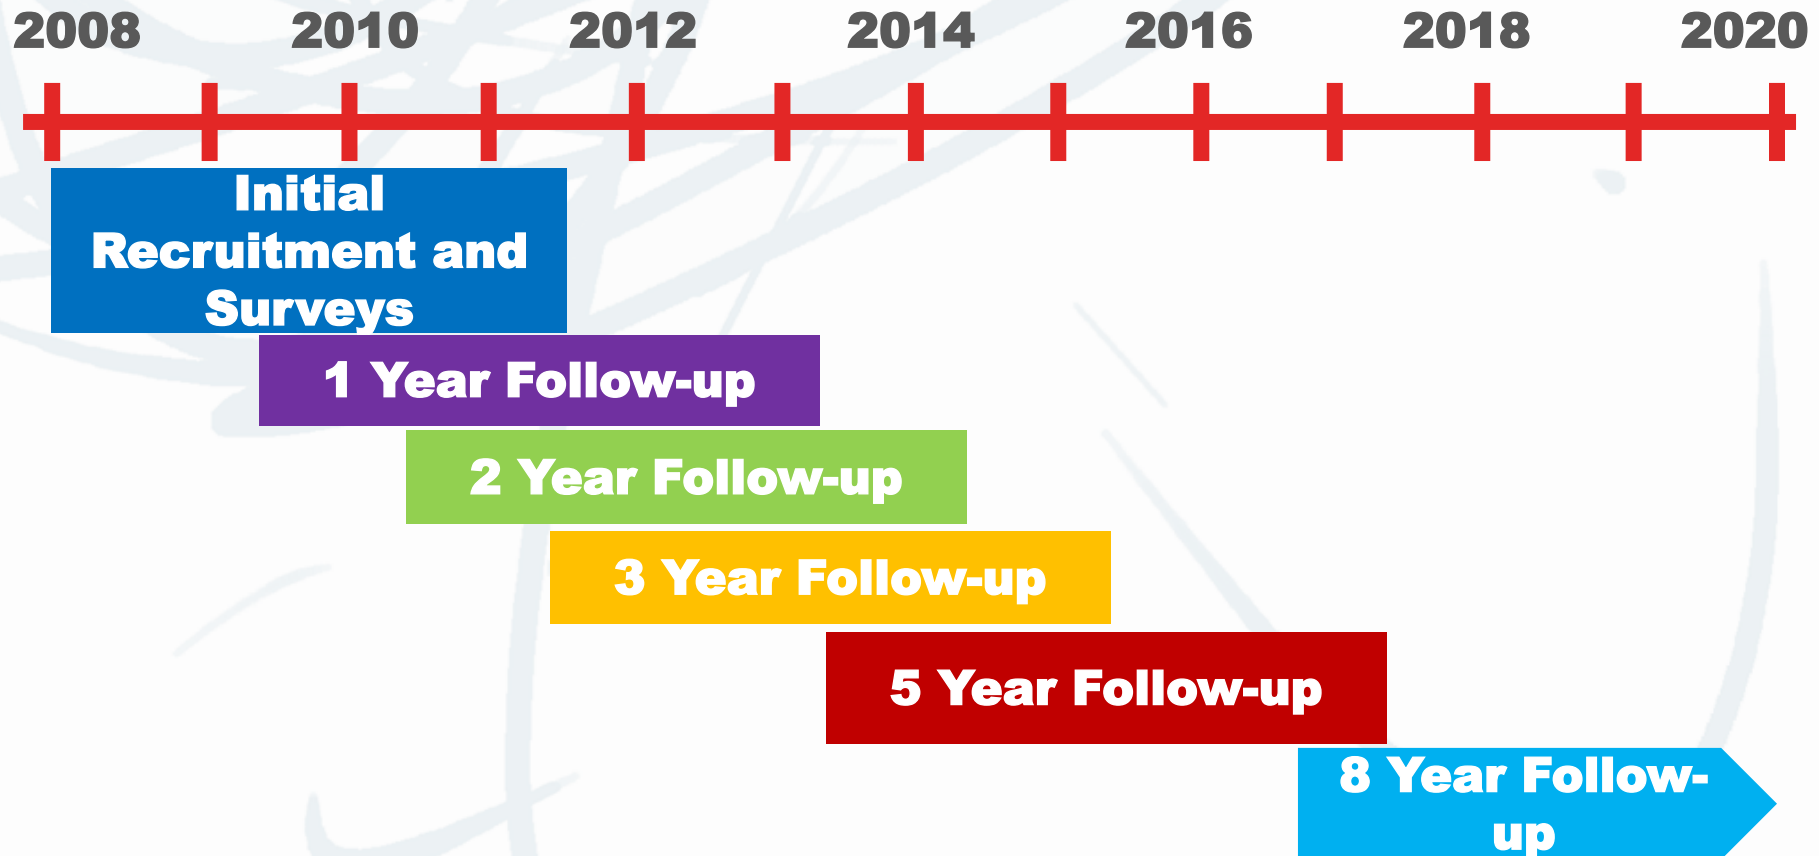 2008 2010 2012 2014 2016 2018 2020
Initial
Recruitment and
Surveys
1 Year Follow-up
2 Year Follow-up
3 Year Follow-up
5 Year Follow-up
8 Year Follow-
up